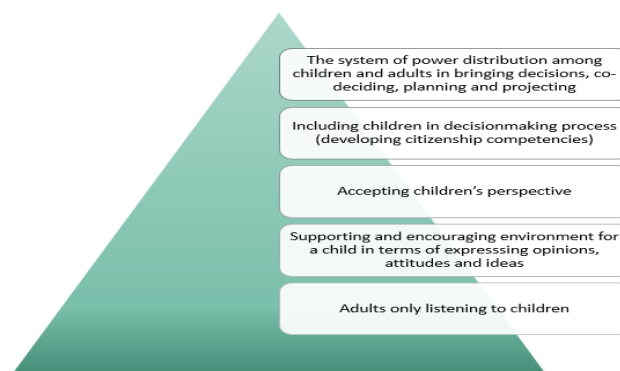 The system of power distribution among
children and adults in bringing decisions, co-
deciding, planning and projecting
Including children in decisionmaking process
(developing citizenship competencies)
Accepting children's perspective
Supporting and encouraging environment for
a child in terms of expresssing opinions,
attitudes and ideas
Adults only listening to children